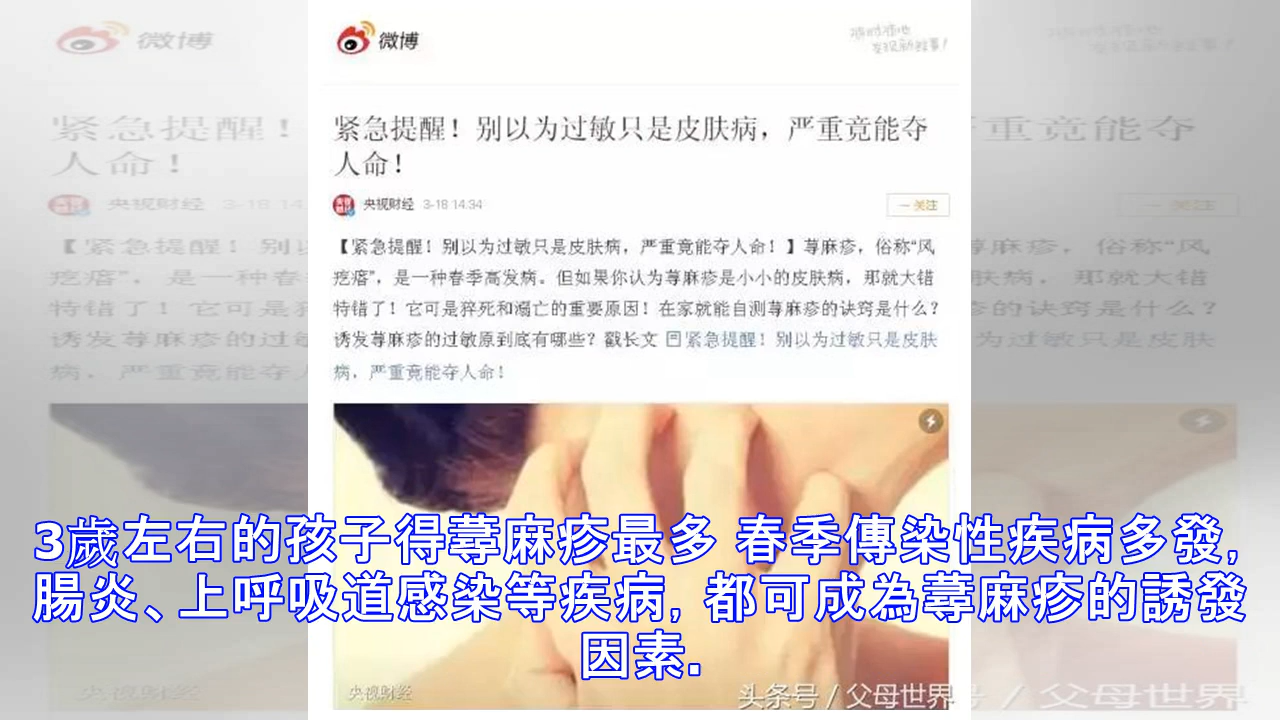 微博
随时随地
发现新鲜事！
紧急提醒！别以为过敏只是皮肤病，严重竟能夺
人命！
央视财经 3-18 14:34
关注
【紧急提醒！别以为过敏只是皮肤病，严重竟能夺人命！】荨麻疹，俗称“风
疙瘩”，是一种春季高发病。但如果你认为荨麻疹是小小的皮肤病，那就大错
特错了！它可是猝死和溺亡的重要原因！在家就能自测荨麻疹的诀窍是什么？
诱发荨麻疹的过敏原到底有哪些？戳长文 紧急提醒！别以为过敏只是皮肤
病，严重竟能夺人命！
3歲左右的孩子得蕁麻疹最多 春季傳染性疾病多發,
腸炎、上呼吸道感染等疾病, 都可成為蕁麻疹的誘發
因素.
央视财经
头条号 / 父母世界